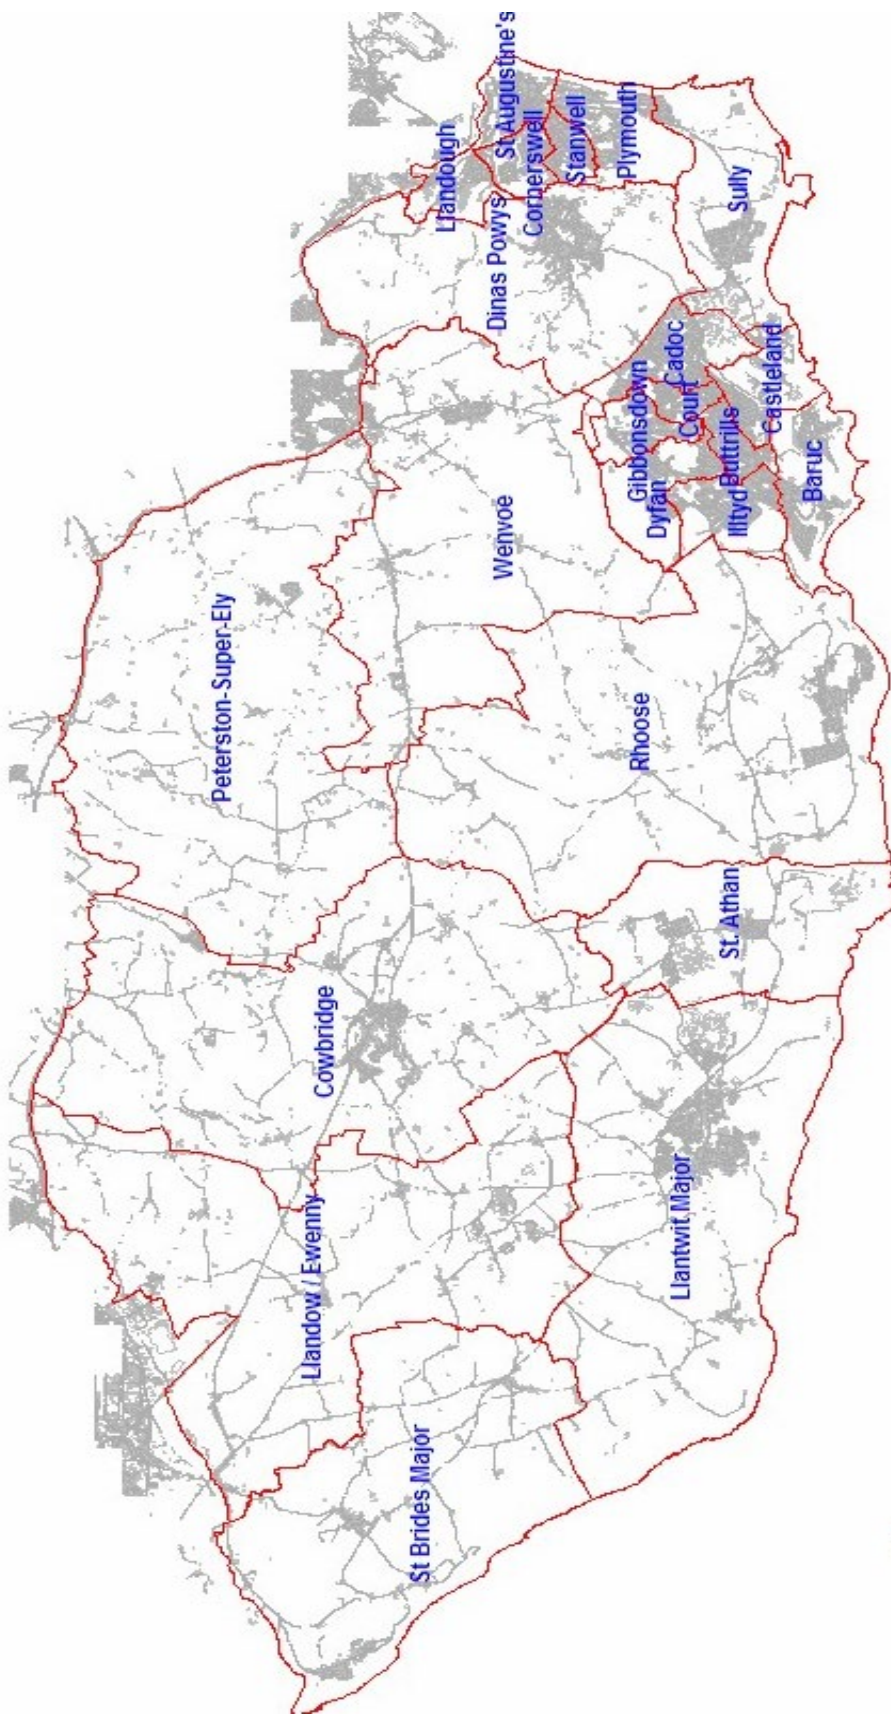 St Brides Major
Llandow / Ewenny
Llantwit Major
Cowbridge
St. Athan
Peterston-Super-Ely
Rhoose
Wenvoe
Dyfan
Gibbonsdown
Illtyd
Buttrills
Court
Cadoc
Baruc
Castleland
Dinas Powys
Llandough
St Augustine's
Cornerswell
Stanwell
Plymouth
Sully